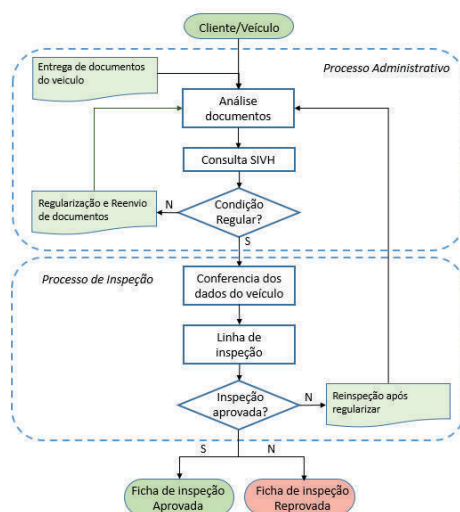 Cliente/Veículo
Entrega de documentos
do veiculo
Processo Administrativo
Análise
documentos
Consulta SIVH
Regularização e Reenvio
de documentos
N
Condição
Regular?
S
Processo de Inspeção
Conferencia dos
dados do veículo
Linha de
inspeção
Inspeção
aprovada?
N
Reinspeção após
regularizar
S
N
Ficha de inspeção
Aprovada
Ficha de inspeção
Reprovada